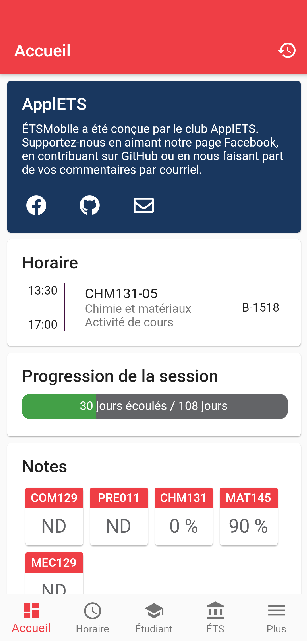 Accueil
ApplETS
ÉTSMobile a été conçue par le club ApplETS.
Supportez-nous en aimant notre page Facebook,
en contribuant sur GitHub ou en nous faisant part
de vos commentaires par courriel.
Horaire
13:30
CHM131-05
Chimie et matériaux
B 1518
Activité de cours
17:00
Progression de la session
30 jours écoulés / 108 jours
Notes
COM129 PRE011 CHM131 MAT145
ND ND 0 % 90 %
MEC129
ND
Accueil Horaire Étudiant ÉTS Plus